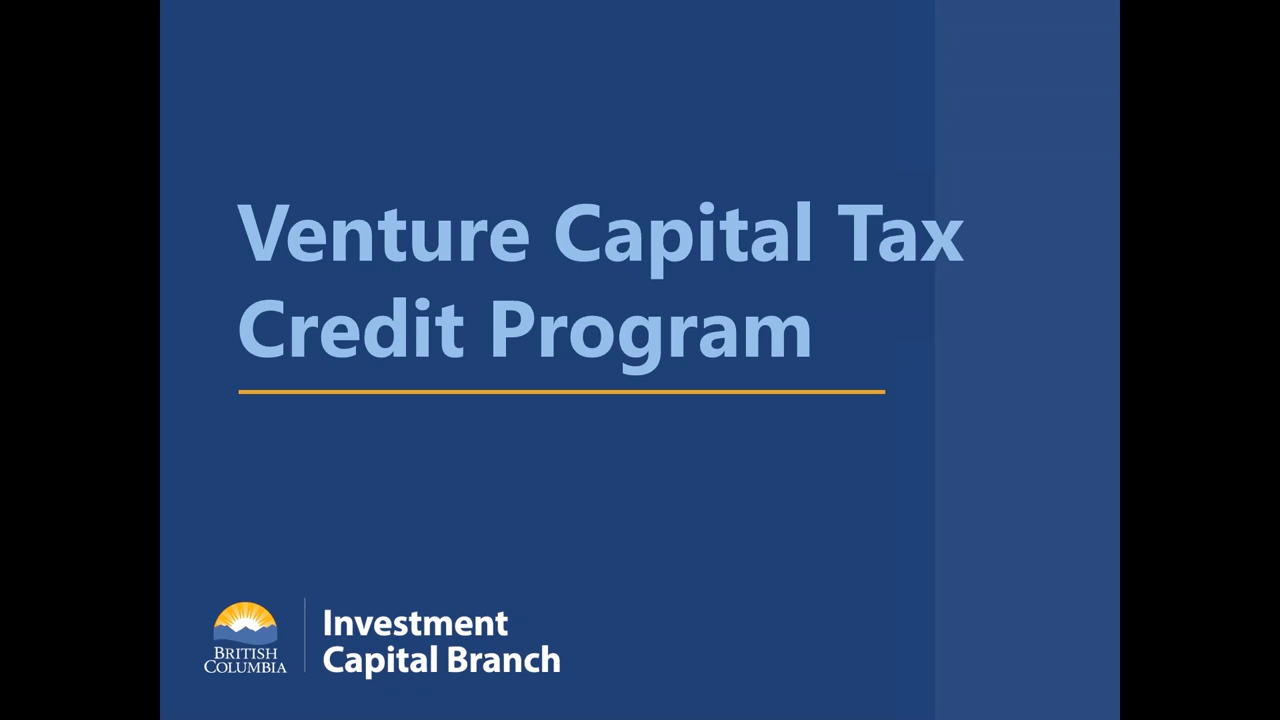 Venture Capital Tax
Credit Program
BRITISH
COLUMBIA
Investment
Capital Branch